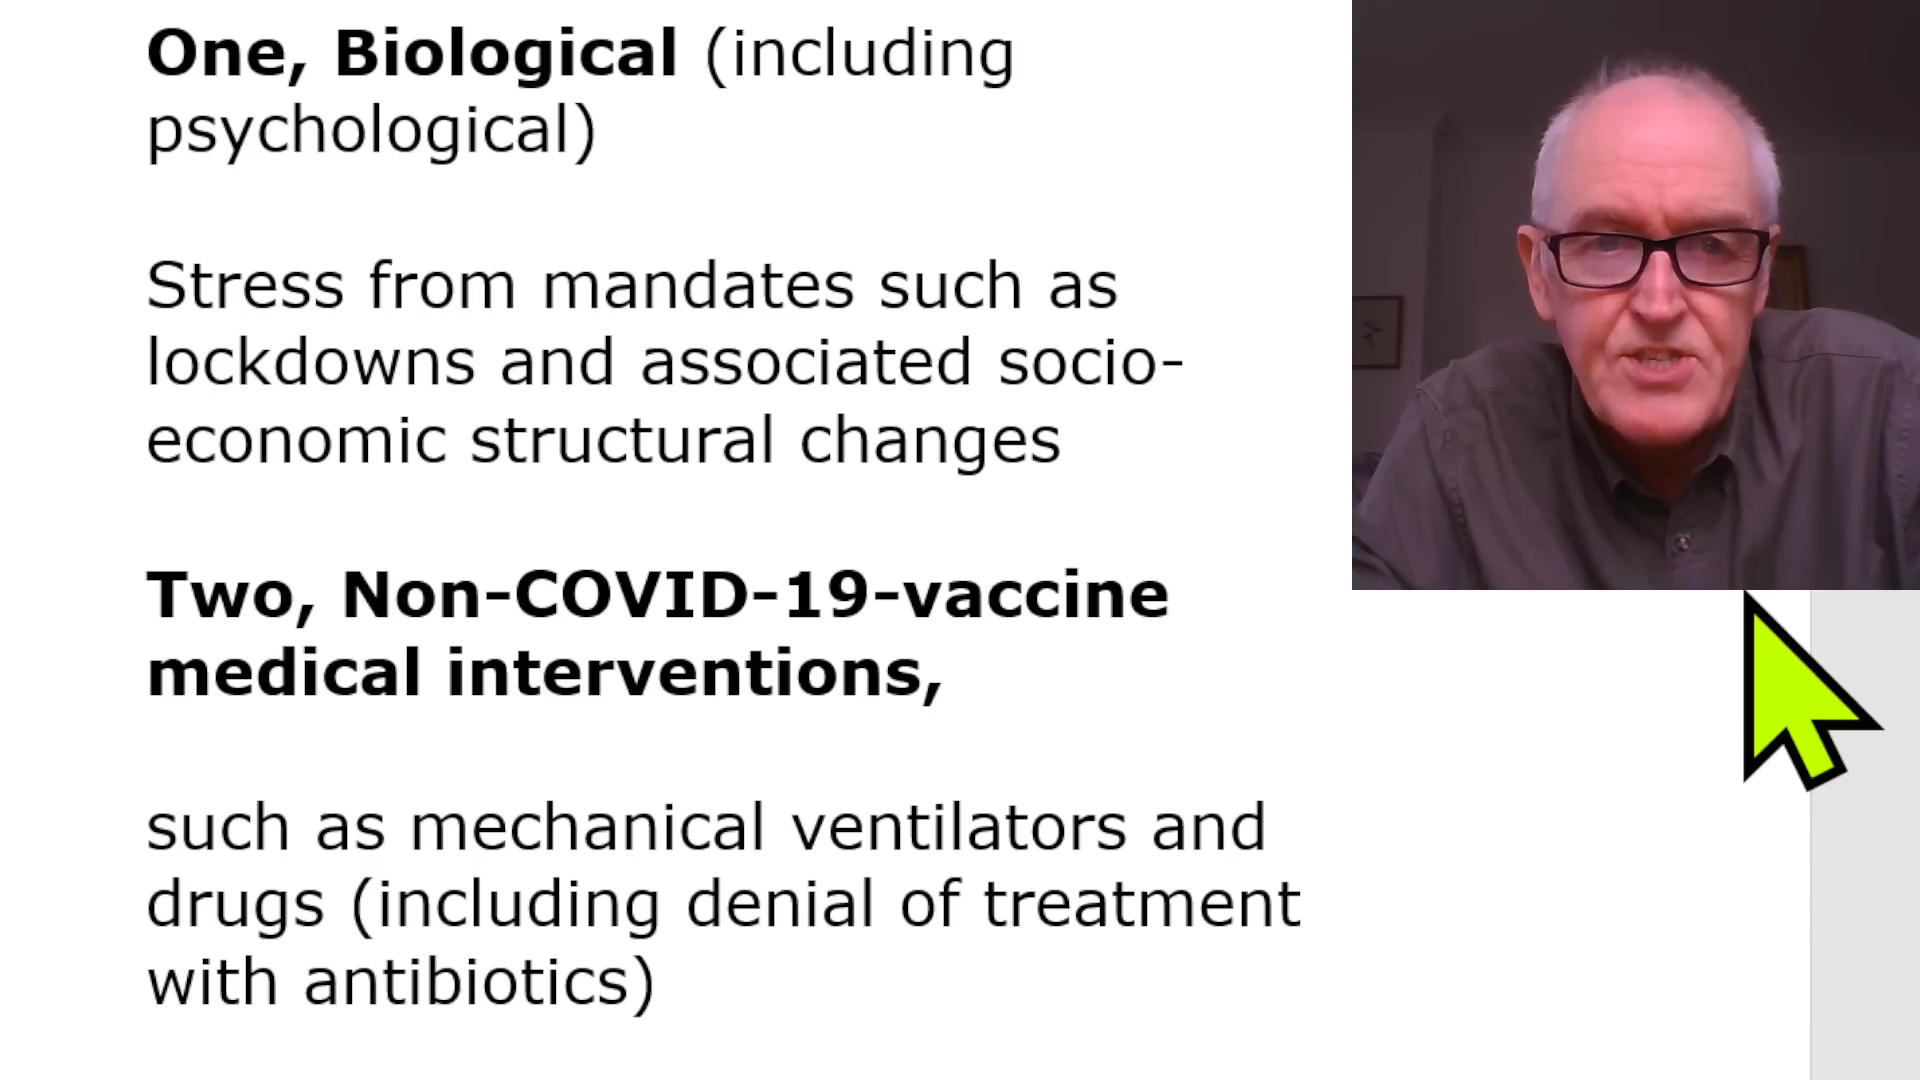 One, Biological (including
psychological)
Stress from mandates such as
lockdowns and associated socio-
economic structural changes
Two, Non-COVID-19-vaccine
medical interventions,
such as mechanical ventilators and
drugs (including denial of treatment
with antibiotics)